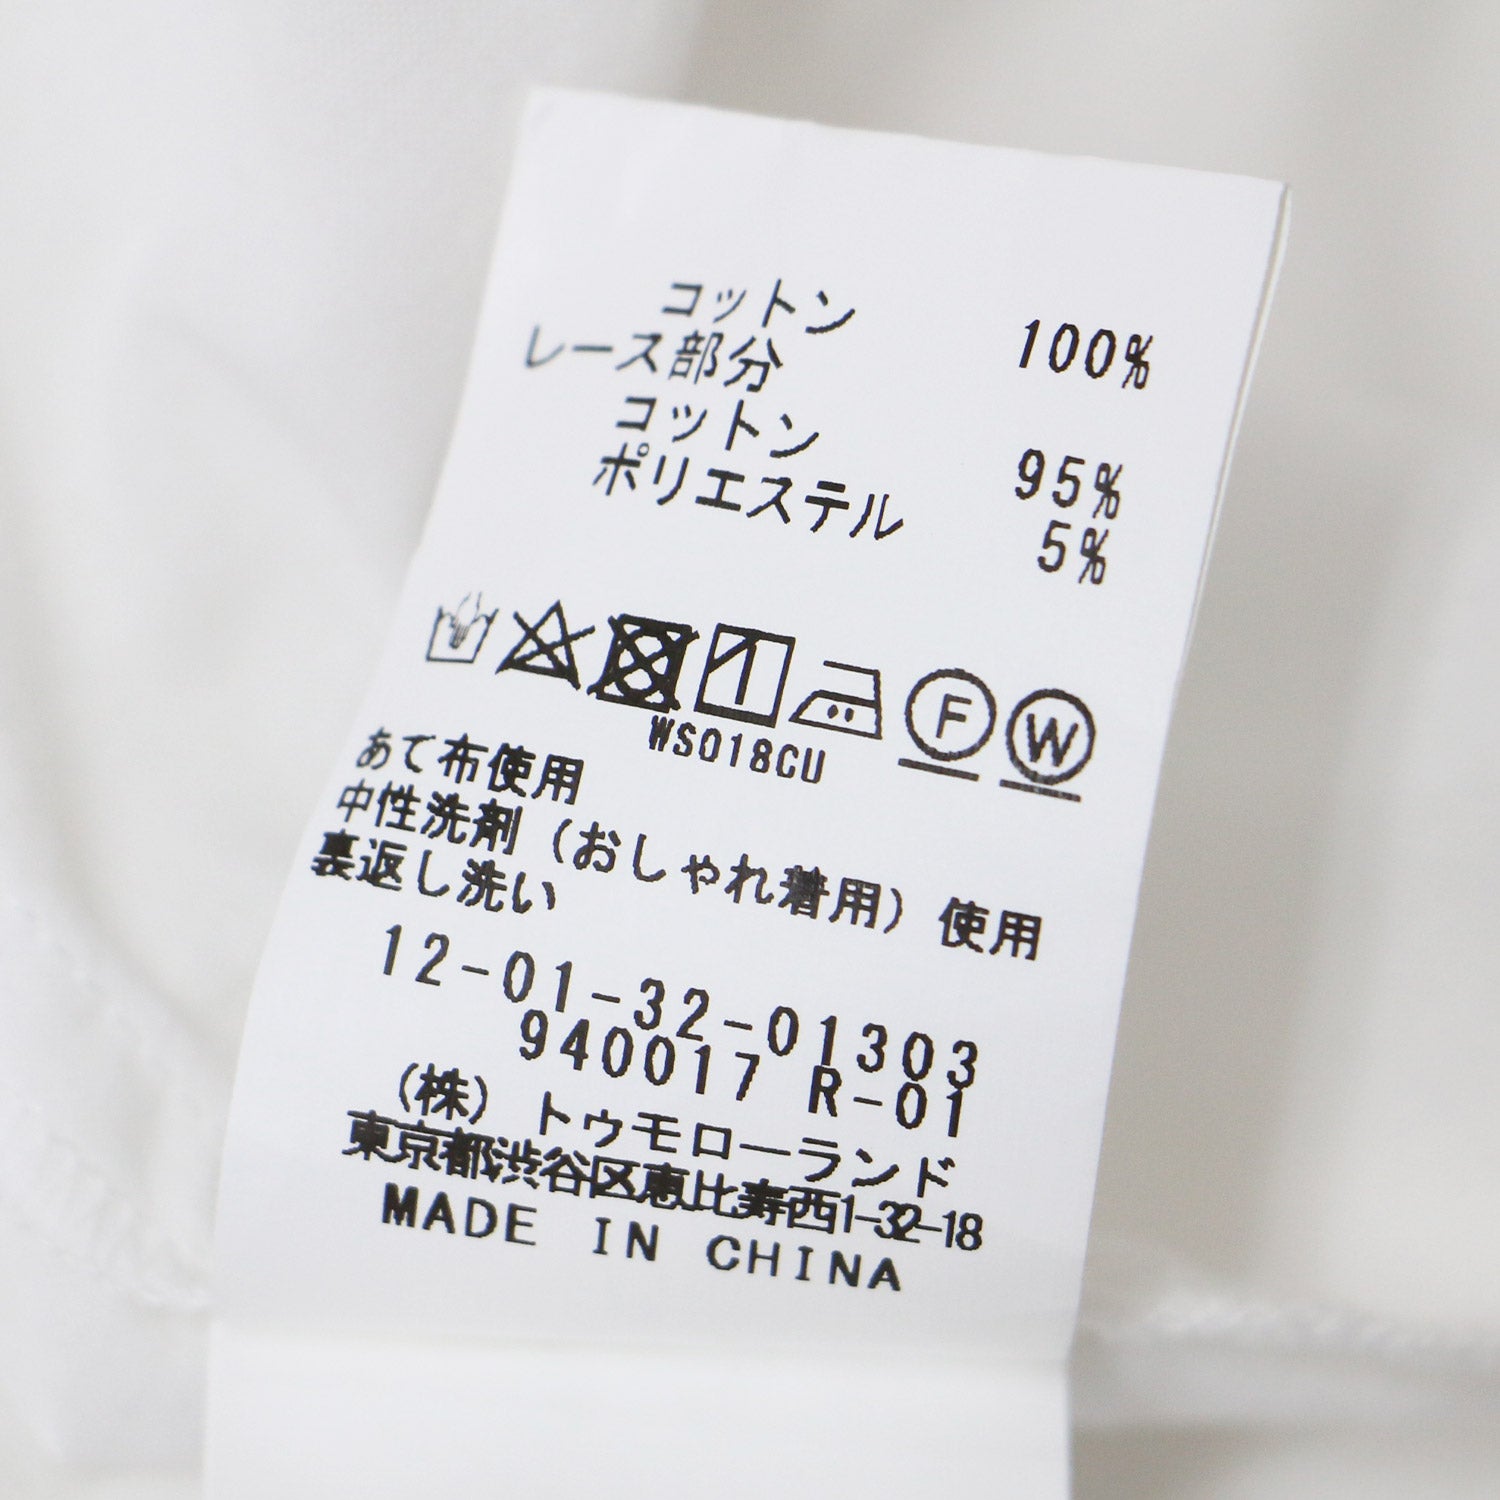 コットン 100%
レース部分
コットン 95%
ポリエステル 5%
F W
WS018CU
あて布使用
中性洗剤(おしゃれ着用)使用
裏返し洗い
12-01-32-01303
940017 R-01
(株)トゥモローランド
東京都渋谷区恵比寿西1-32-18
MADE IN CHINA